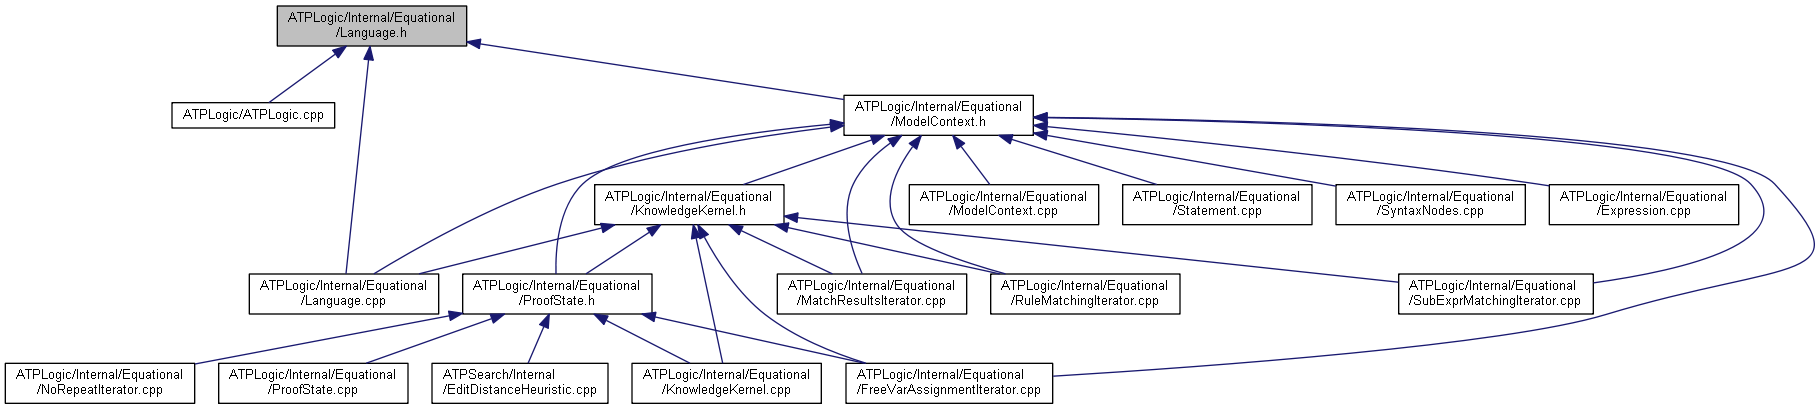 ATPLogic/Internal/Equational
/Language.h
ATPLogic/ATPLogic.cpp
ATPLogic/Internal/Equational
/ModelContext.h
ATPLogic/Internal/Equational
/KnowledgeKernel.h
ATPLogic/Internal/Equational
/ModelContext.cpp
ATPLogic/Internal/Equational
/Statement.cpp
ATPLogic/Internal/Equational
/SyntaxNodes.cpp
ATPLogic/Internal/Equational
/Expression.cpp
ATPLogic/Internal/Equational
/Language.cpp
ATPLogic/Internal/Equational
/ProofState.h
ATPLogic/Internal/Equational
/MatchResultsIterator.cpp
ATPLogic/Internal/Equational
/RuleMatchingIterator.cpp
ATPLogic/Internal/Equational
/SubExprMatchingIterator.cpp
ATPLogic/Internal/Equational
/NoRepeatIterator.cpp
ATPLogic/Internal/Equational
/ProofState.cpp
ATPSearch/Internal
/EditDistanceHeuristic.cpp
ATPLogic/Internal/Equational
/KnowledgeKernel.cpp
ATPLogic/Internal/Equational
/FreeVarAssignmentIterator.cpp